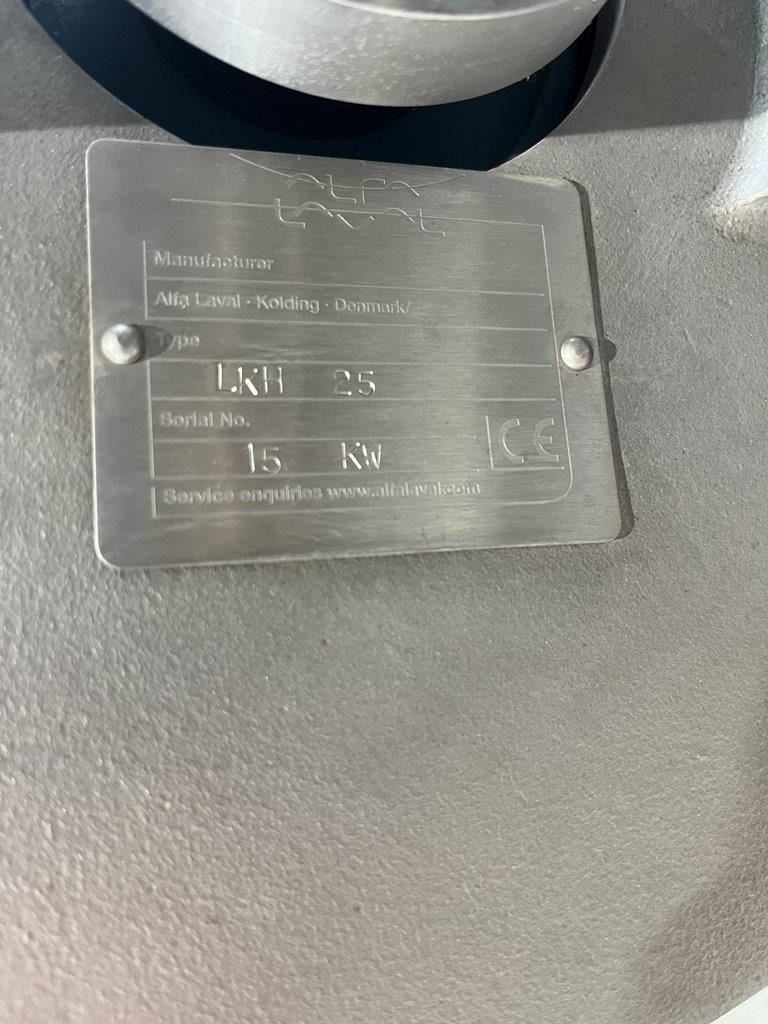 ALFA
LAVAL
Manufacturer
Alfa Laval · Kolding · Denmark/
Type
LKH 25
Serial No.
15 KW
CE
Service enquiries www.alfalaval.com